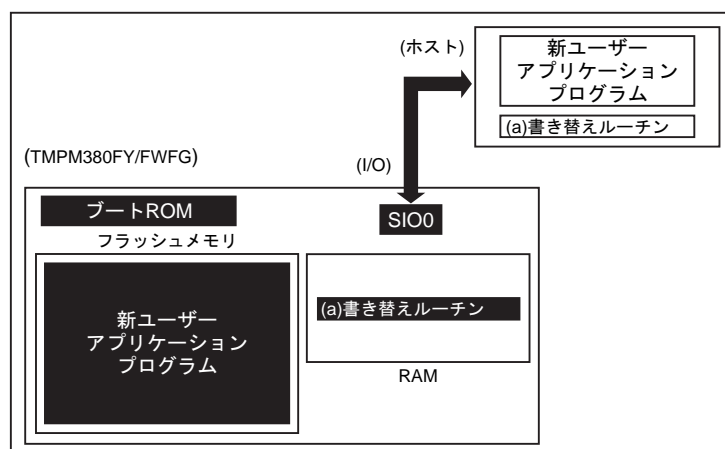 (ホスト)
新ユーザー
アプリケーション
プログラム
(a)書き替えルーチン
(TMPM380FY/FWFG)
(I/O)
ブートROM
SIO0
フラッシュメモリ
新ユーザー
アプリケーション
プログラム
(a)書き替えルーチン
RAM